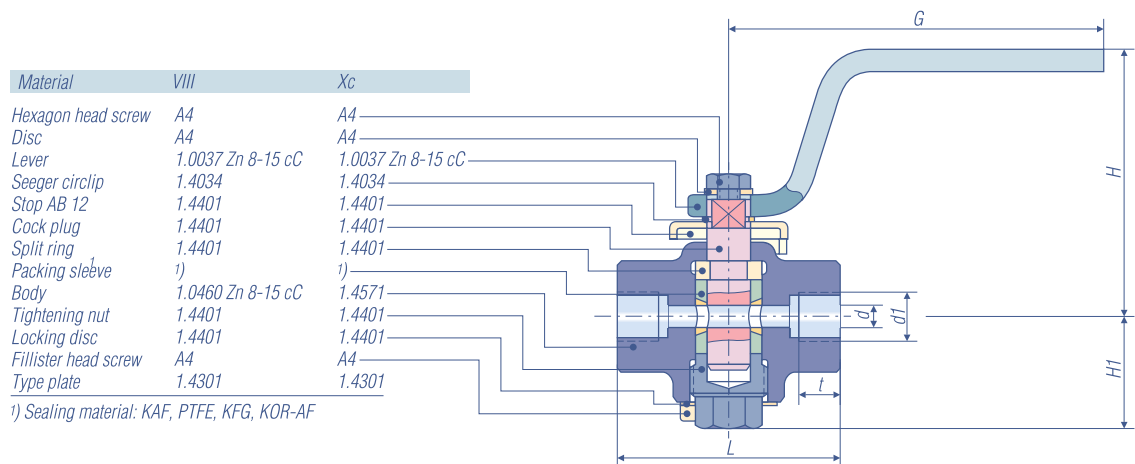 Material VIII Xc
Hexagon head screw A4 A4
Disc A4 A4
Lever 1.0037 Zn 8-15 cC 1.0037 Zn 8-15 cC
Seeger circlip 1.4034 1.4034
Stop AB 12 1.4401 1.4401
Cock plug 1.4401 1.4401
Split ring 1.4401 1.4401
Packing sleeve 1 1) 1)
Body 1.0460 Zn 8-15 cC 1.4571
Tightening nut 1.4401 1.4401
Locking disc 1.4401 1.4401
Fillister head screw A4 A4
Type plate 1.4301 1.4301
1) Sealing material: KAF, PTFE, KFG, KOR-AF
G
H
d
d1
H1
t
L